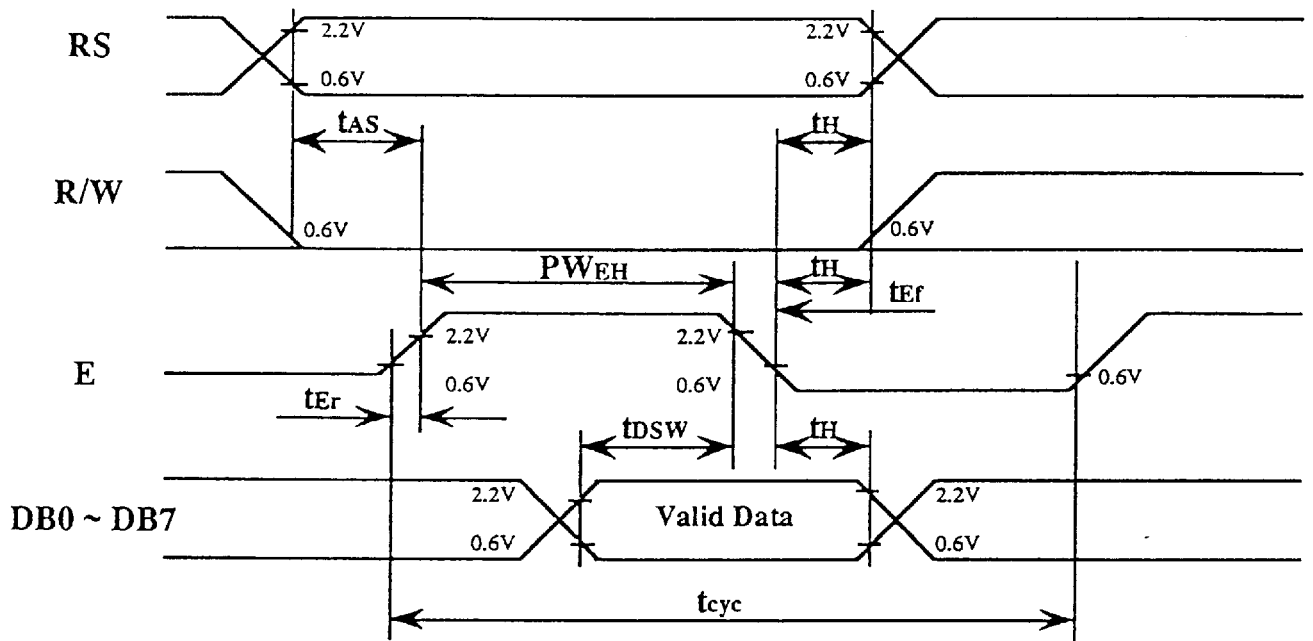 RS
2.2V
2.2V
0.6V
0.6V
tAS
tH
R/W
0.6V
0.6V
PWEH
tH
tEf
E
2.2V
2.2V
0.6V
0.6V
0.6V
tEr
tDSW
tH
DB0 ~ DB7
2.2V
Valid Data
2.2V
0.6V
0.6V
tcyc